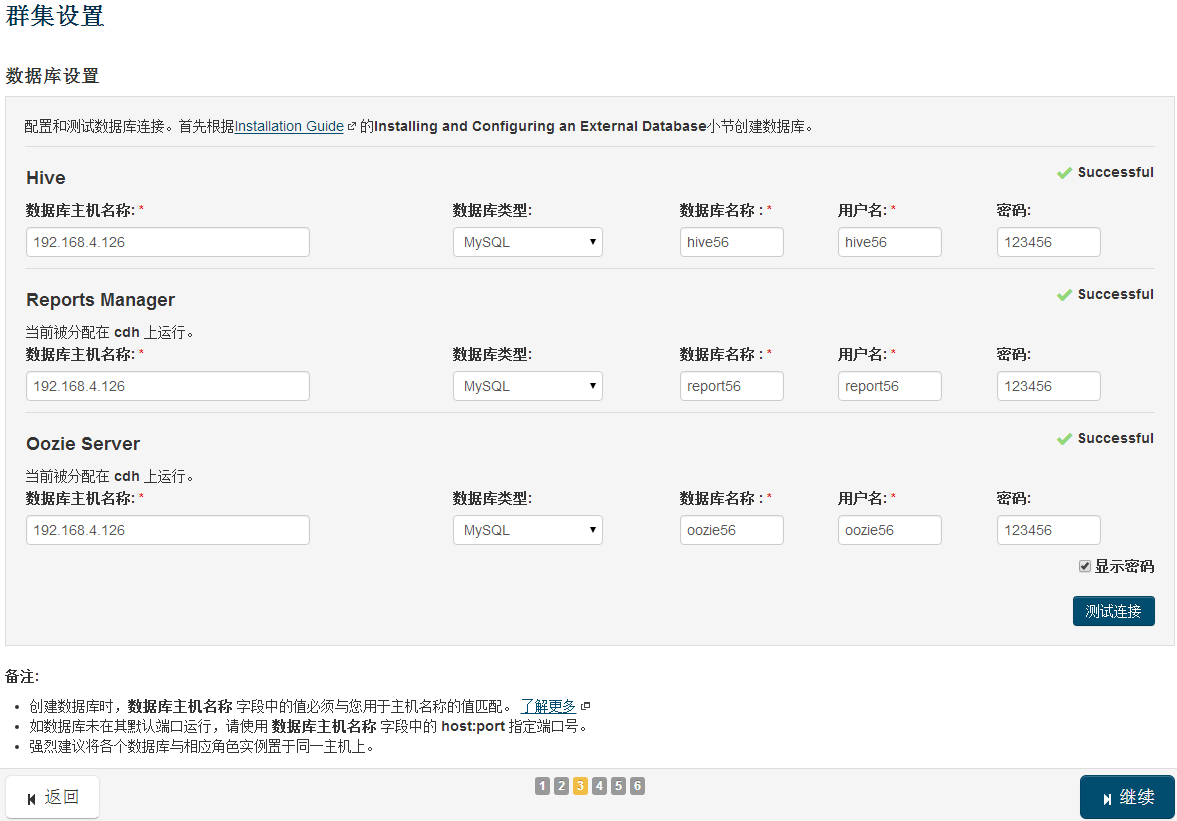 群集设置
数据库设置
配置和测试数据库连接。首先根据Installation Guide 的Installing and Configuring an External Database小节创建数据库。
Hive
Successful
数据库主机名称: * 数据库类型: 数据库名称 : * 用户名: * 密码:
192.168.4.126 MySQL hive56 hive56 123456
Reports Manager
Successful
当前被分配在 cdh 上运行。
数据库主机名称: * 数据库类型: 数据库名称 : * 用户名: * 密码:
192.168.4.126 MySQL report56 report56 123456
Oozie Server
Successful
当前被分配在 cdh 上运行。
数据库主机名称: * 数据库类型: 数据库名称 : * 用户名: * 密码:
192.168.4.126 MySQL oozie56 oozie56 123456
显示密码
测试连接
备注:
• 创建数据库时，数据库主机名称 字段中的值必须与您用于主机名称的值匹配。 了解更多
• 如数据库未在其默认端口运行，请使用 数据库主机名称 字段中的 host:port 指定端口号。
• 强烈建议将各个数据库与相应角色实例置于同一主机上。
返回 1 2 3 4 5 6 继续